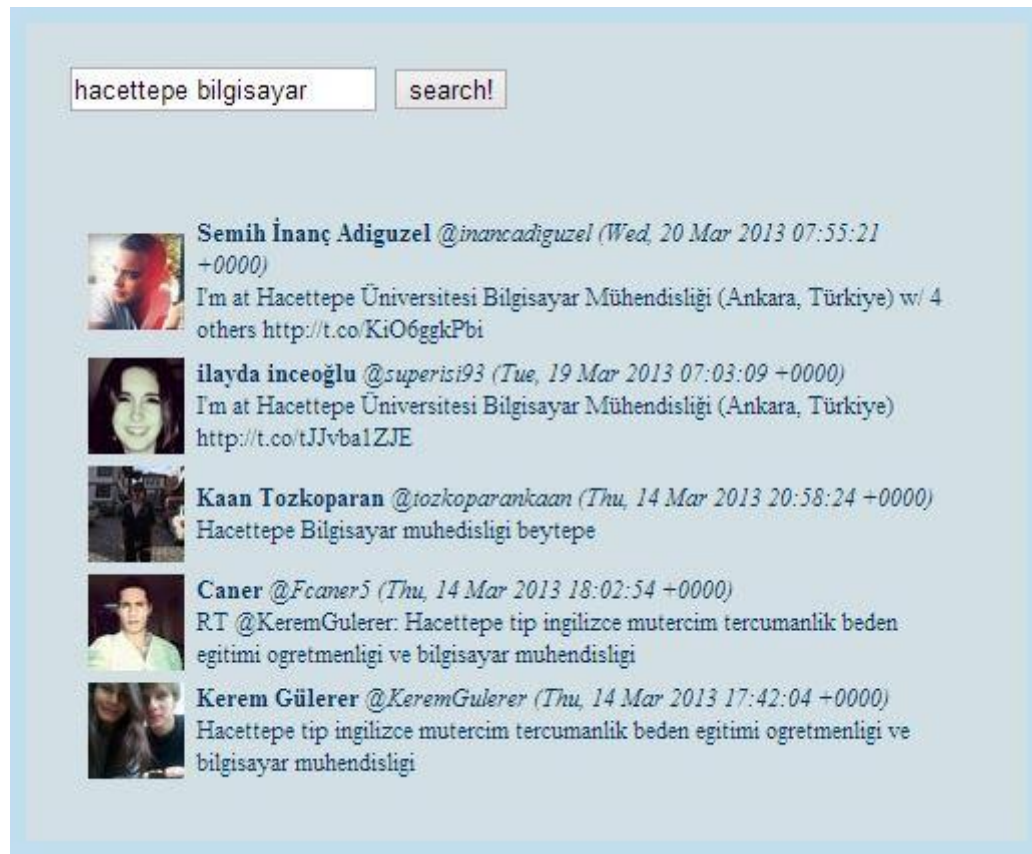 hacettepe bilgisayar search!
Semih İnanç Adiguzel @inancadiguzel (Wed, 20 Mar 2013 07:55:21
+0000)
I'm at Hacettepe Üniversitesi Bilgisayar Mühendisliği (Ankara, Türkiye) w/ 4
others http://t.co/KiO6ggkPbi
ilayda inceoğlu @superisi93 (Tue, 19 Mar 2013 07:03:09 +0000)
I'm at Hacettepe Üniversitesi Bilgisayar Mühendisliği (Ankara, Türkiye)
http://t.co/tJJvba1ZJE
Kaan Tozkoparan @tozkoparankaan (Thu, 14 Mar 2013 20:58:24 +0000)
Hacettepe Bilgisayar muhedisligi beytepe
Caner @Fcaner5 (Thu, 14 Mar 2013 18:02:54 +0000)
RT @KeremGulerer: Hacettepe tip ingilizce mutercim tercumanlik beden
egitimi ogretmenligi ve bilgisayar muhendisligi
Kerem Gülerer @KeremGulerer (Thu, 14 Mar 2013 17:42:04 +0000)
Hacettepe tip ingilizce mutercim tercumanlik beden egitimi ogretmenligi ve
bilgisayar muhendisligi